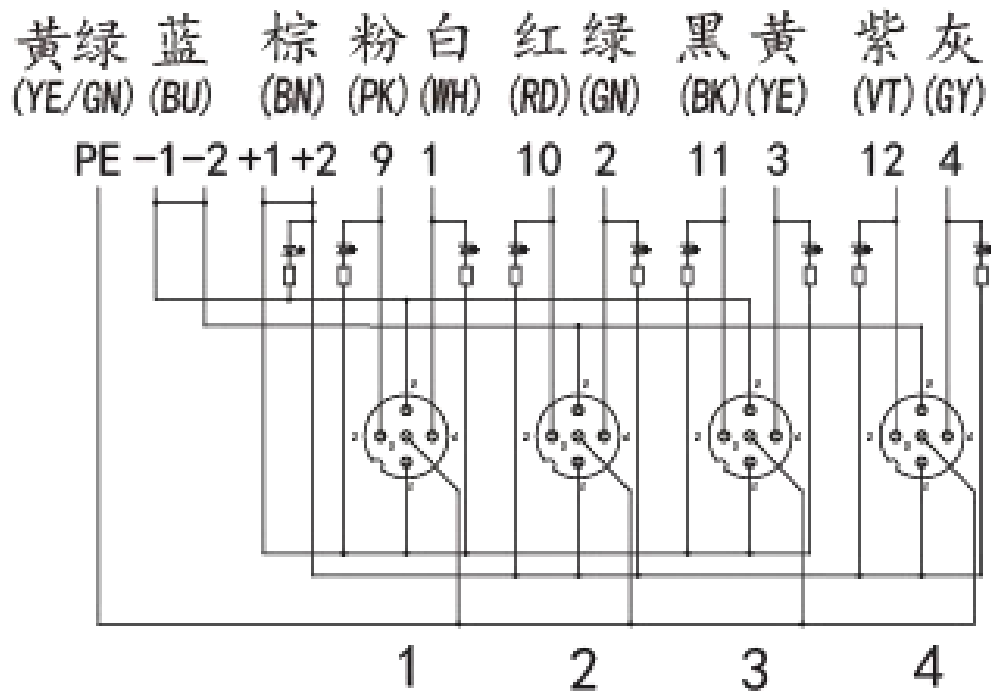 黄绿 蓝 棕 粉 白 红 绿 黑 黄 紫 灰
(YE/GN) (BU) (BN) (PK) (WH) (RD) (GN) (BK) (YE) (VT) (GY)
PE -1 -2 +1 +2 9 1 10 2 11 3 12 4
1 2 3 4